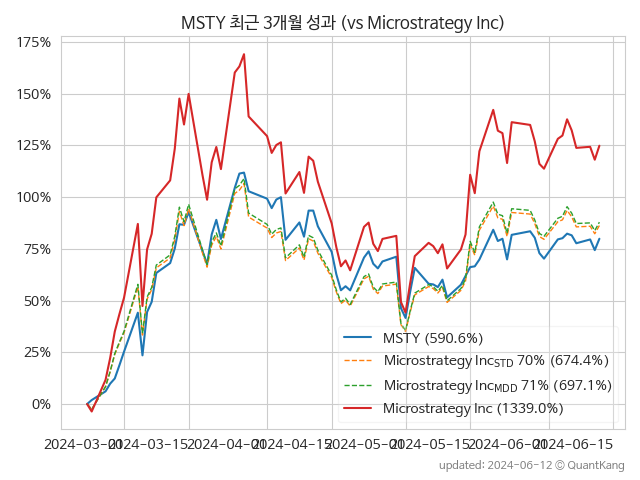 MSTY 최근 3개월 성과 (vs Microstrategy Inc)
175%
150%
125%
100%
75%
50%
25%
0%
MSTY (590.6%)
Microstrategy IncSTD 70% (674.4%)
Microstrategy IncMDD 71% (697.1%)
Microstrategy Inc (1339.0%)
2024-03-01 2024-03-15 2024-04-01 2024-04-15 2024-05-01 2024-05-15 2024-06-01 2024-06-15
updated: 2024-06-12 © QuantKang